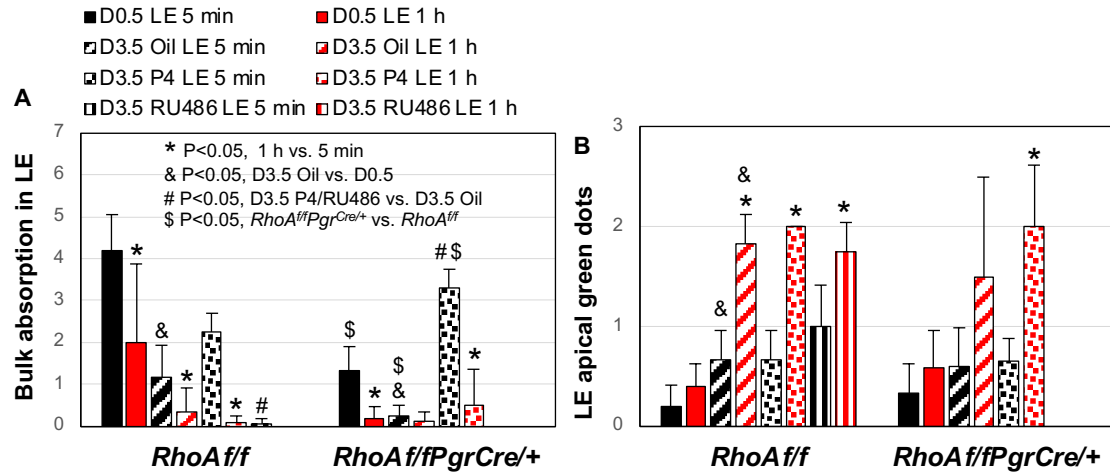 D0.5 LE 5 min D0.5 LE 1 h
D3.5 Oil LE 5 min D3.5 Oil LE 1 h
D3.5 P4 LE 5 min D3.5 P4 LE 1 h
D3.5 RU486 LE 5 min D3.5 RU486 LE 1 h
A
Bulk absorption in LE
7
6
5
4
3
2
1
0
* P<0.05, 1 h vs. 5 min
& P<0.05, D3.5 Oil vs. D0.5
# P<0.05, D3.5 P4/RU486 vs D3.5 Oil
$ P<0.05, RhoAf/fPgrCre/+ vs. RhoAf/f
*
&
*
*
#
$
*
$
&
# $
*
RhoAf/f RhoAf/fPgrCre/+
B
LE apical green dots
3
2
1
0
&
&
*
*
*
*
RhoAf/f RhoAf/fPgrCre/+